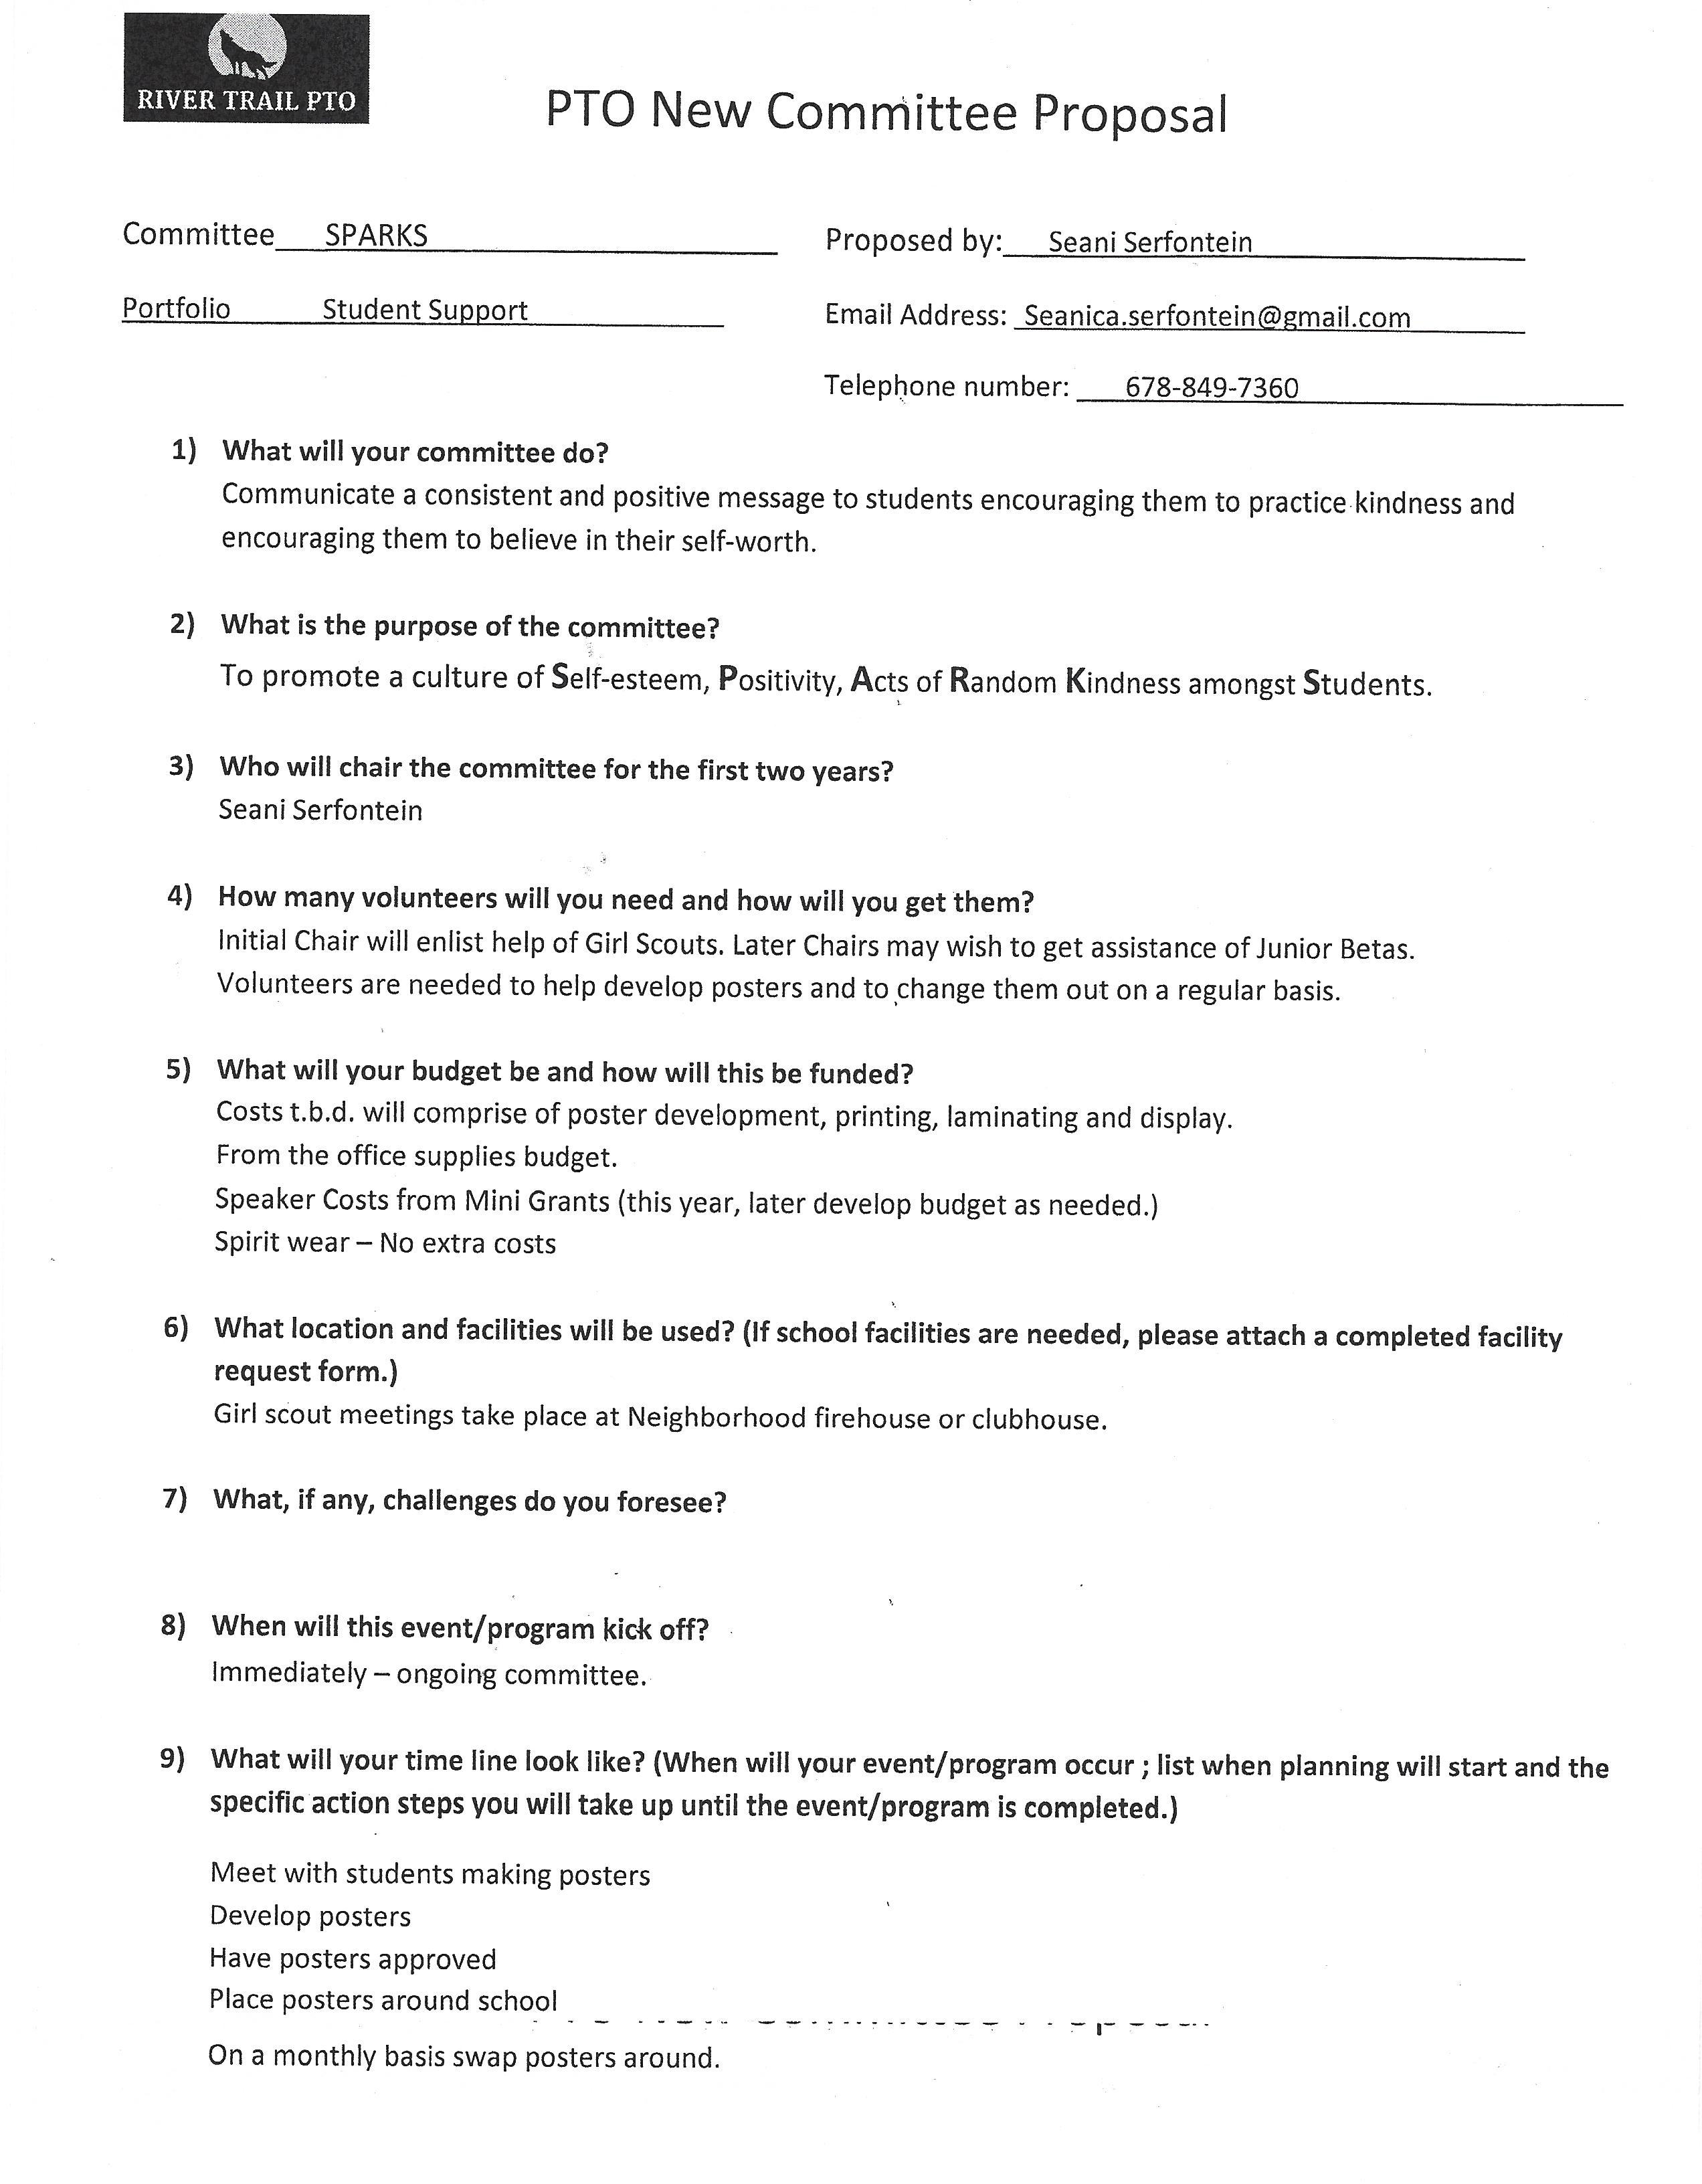 RIVER TRAIL PTO
PTO New Committee Proposal
Committee SPARKS
Proposed by: Seani Serfontein
Portfolio Student Support
Email Address: Seanica.serfontein@gmail.com
Telephone number: 678-849-7360
1) What will your committee do?
Communicate a consistent and positive message to students encouraging them to practice kindness and
encouraging them to believe in their self-worth.
2) What is the purpose of the committee?
To promote a culture of Self-esteem, Positivity, Acts of Random Kindness amongst Students.
3) Who will chair the committee for the first two years?
Seani Serfontein
4) How many volunteers will you need and how will you get them?
Initial Chair will enlist help of Girl Scouts. Later Chairs may wish to get assistance of Junior Betas.
Volunteers are needed to help develop posters and to change them out on a regular basis.
5) What will your budget be and how will this be funded?
Costs t.b.d. will comprise of poster development, printing, laminating and display.
From the office supplies budget.
Speaker Costs from Mini Grants (this year, later develop budget as needed.)
Spirit wear – No extra costs
6) What location and facilities will be used? (If school facilities are needed, please attach a completed facility
request form.)
Girl scout meetings take place at Neighborhood firehouse or clubhouse.
7) What, if any, challenges do you foresee?
8) When will this event/program kick off?
Immediately – ongoing committee.
9) What will your time line look like? (When will your event/program occur ; list when planning will start and the
specific action steps you will take up until the event/program is completed.)
Meet with students making posters
Develop posters
Have posters approved
Place posters around school
On a monthly basis swap posters around.